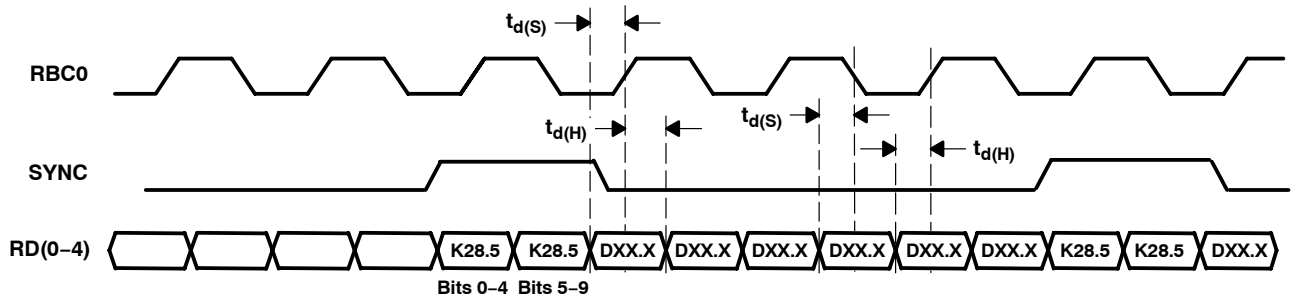 td(S)
RBC0
td(H)
td(S)
td(H)
SYNC
RD(0−4)
K28.5 K28.5 DXX.X DXX.X DXX.X DXX.X DXX.X DXX.X K28.5 K28.5 DXX.X
Bits 0−4 Bits 5−9